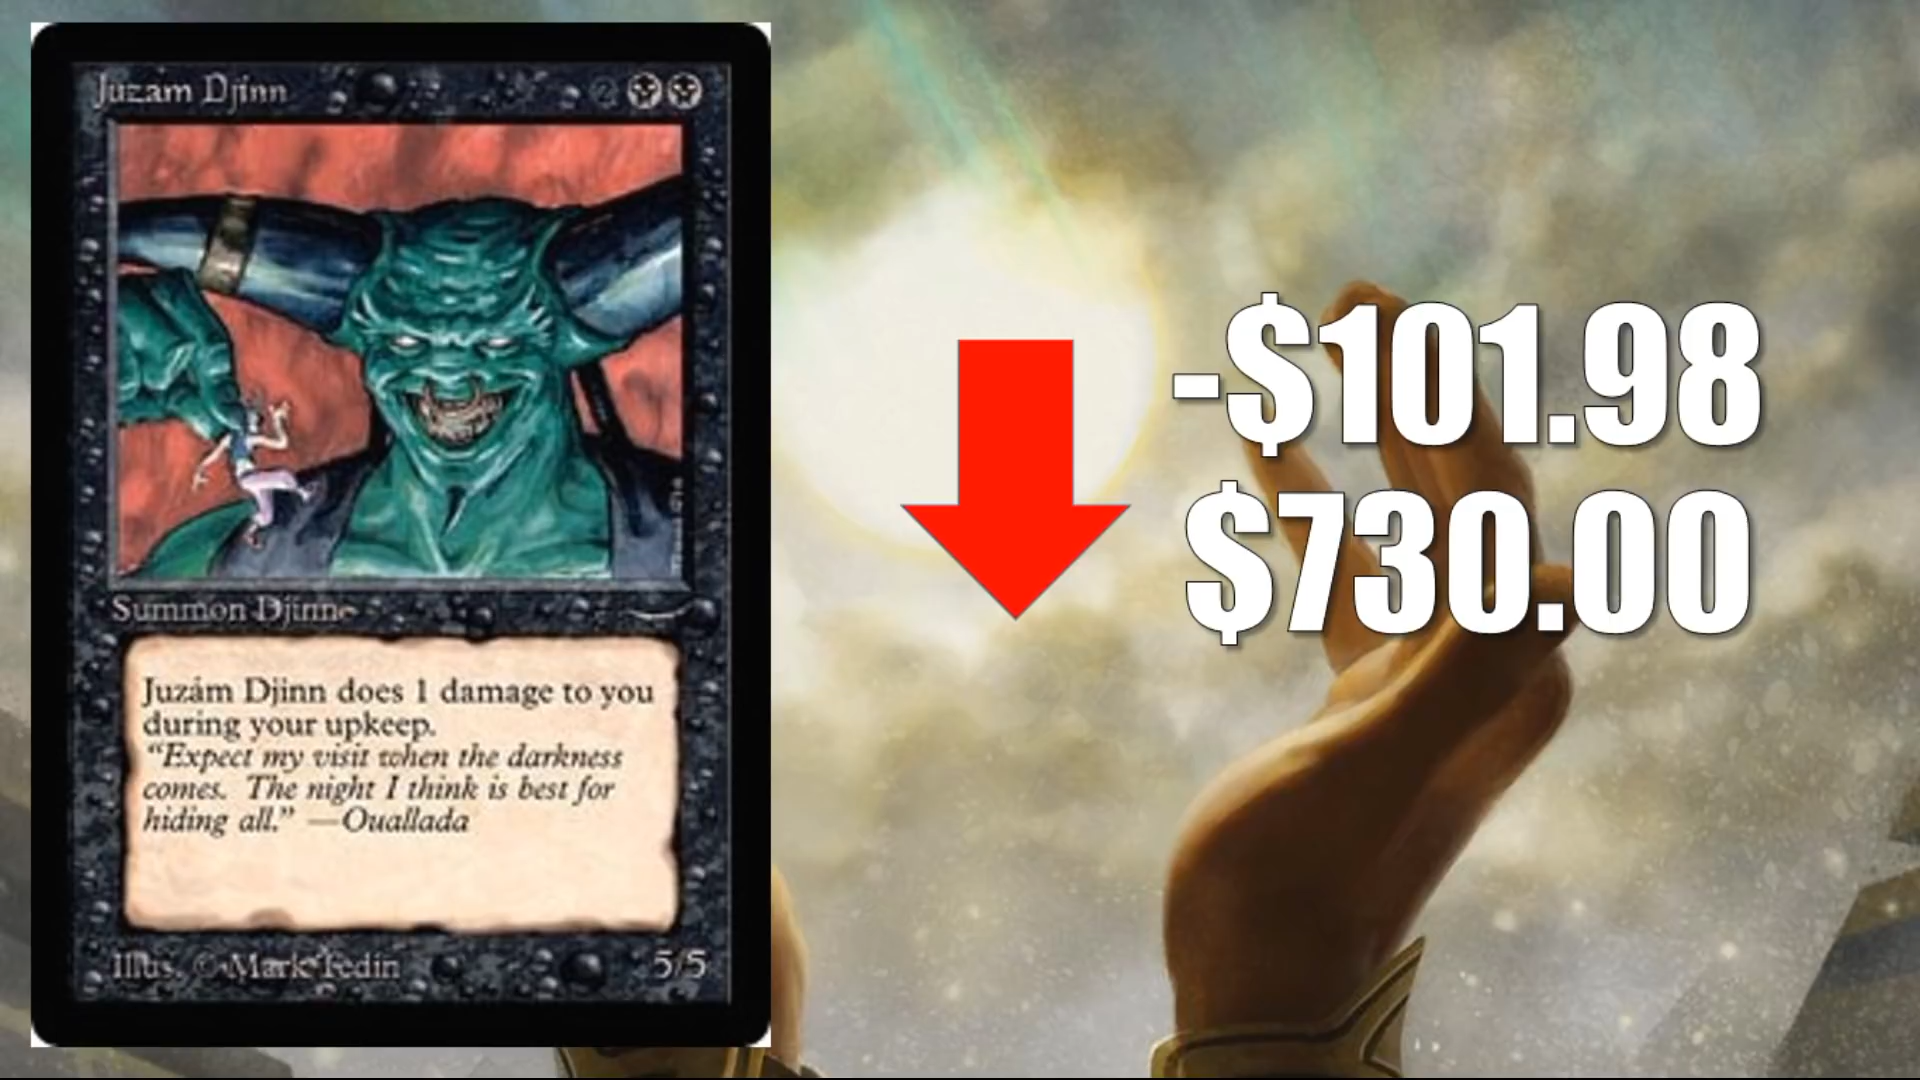 Juzám Djinn 2
Summon Djinn
Juzám Djinn does 1 damage to you
during your upkeep.
“Expect my visit when the darkness
comes. The night I think is best for
hiding all.” —Ouallada
Illus. © Mark Tedin 5/5
-$101.98
$730.00